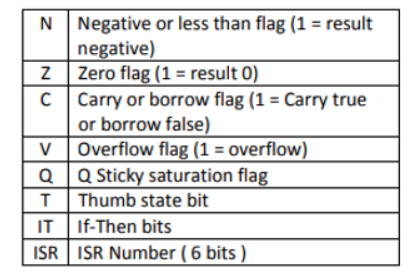 N Negative or less than flag (1 = result
negative)
Z Zero flag (1 = result 0)
C Carry or borrow flag (1 = Carry true
or borrow false)
V Overflow flag (1 = overflow)
Q Q Sticky saturation flag
T Thumb state bit
IT If-Then bits
ISR ISR Number ( 6 bits )